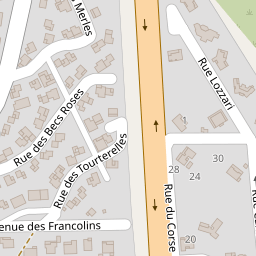 Merles
Rue Lozzari
Rue des Becs Roses
1
Rue des Tourterelles
28
30
24
Rue du Corse
enue des Francolins
20